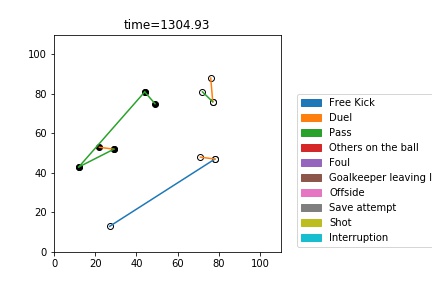 time=1304.93
100
80
60
40
20
0
0 20 40 60 80 100
Free Kick
Duel
Pass
Others on the ball
Foul
Goalkeeper leaving l
Offside
Save attempt
Shot
Interruption